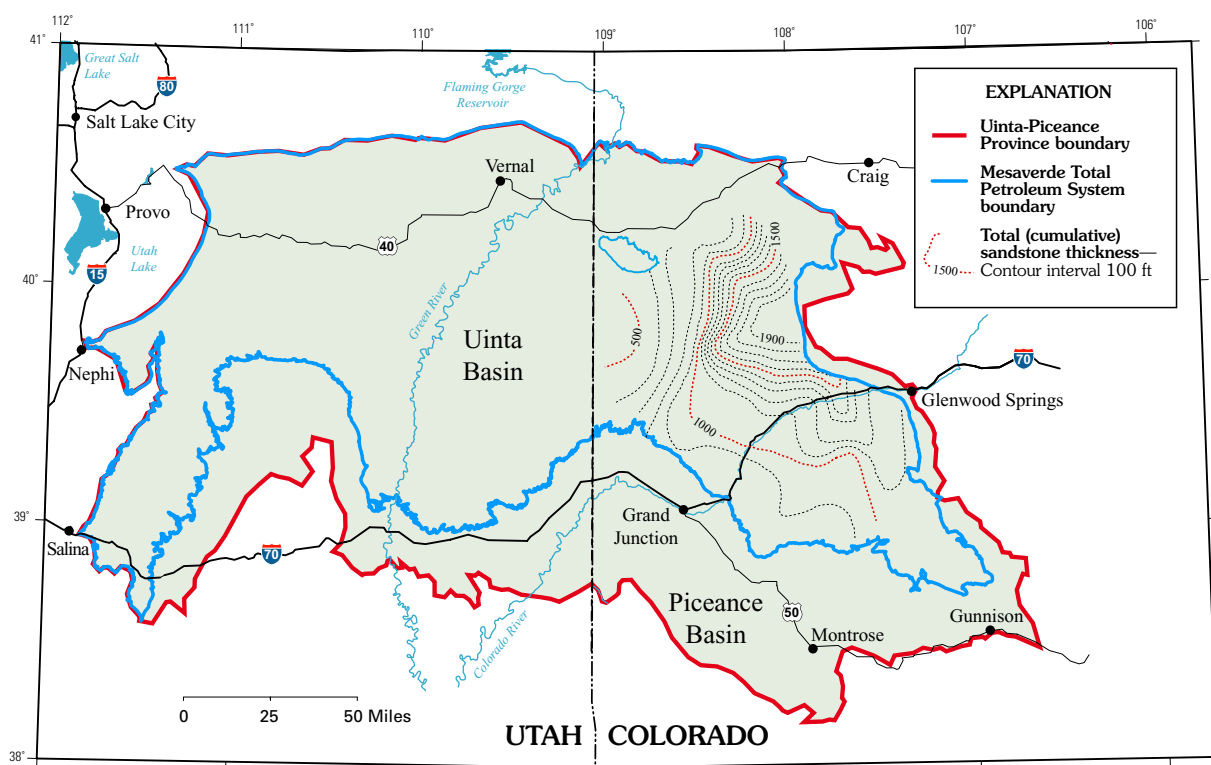 112°
111°
110°
109°
108°
107°
106°
41°
40°
39°
38°
Great Salt
Lake
80
Salt Lake City
Flaming Gorge
Reservoir
Vernal
Craig
Provo
Utah
Lake
40
15
Green River
Nephi
Uinta
Basin
500
1500
1900
1000
70
Glenwood Springs
Salina
70
Grand
Junction
Colorado River
Piceance
Basin
50
Montrose
Gunnison
0 25 50 Miles
UTAH COLORADO
EXPLANATION
Uinta-Piceance
Province boundary
Mesaverde Total
Petroleum System
boundary
Total (cumulative)
sandstone thickness—
1500 Contour interval 100 ft